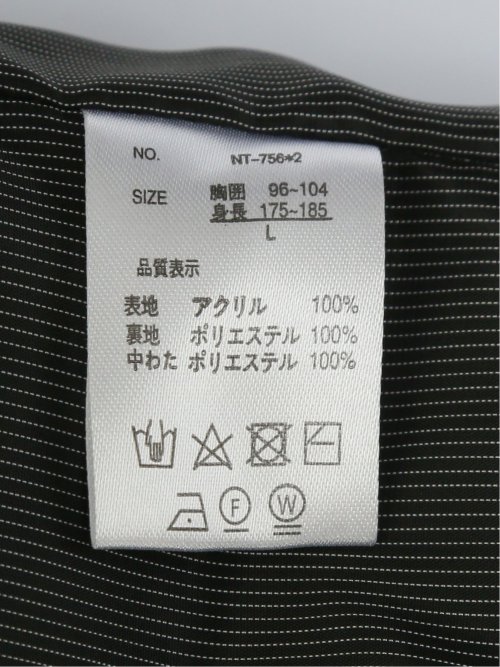 NO. NT-756*2
SIZE 胸囲 96~104
身長 175~185
L
品質表示
表地 アクリル 100%
裏地 ポリエステル 100%
中わた ポリエステル 100%
F W